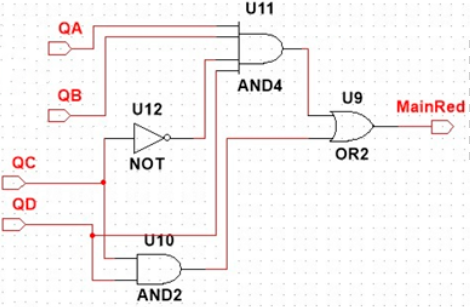 U11
QA
QB
AND4
U12
U9
MainRed
NOT
OR2
QC
QD
U10
AND2